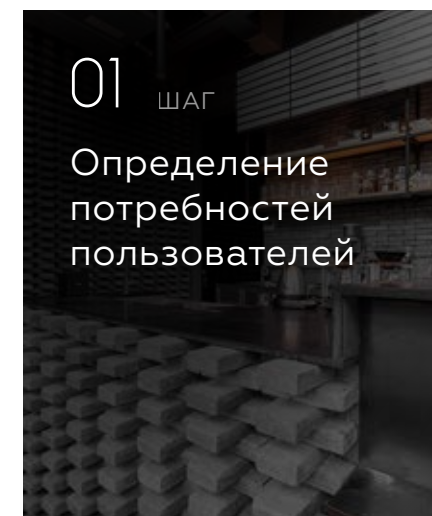 01 ШАГ
Определение
потребностей
пользователей